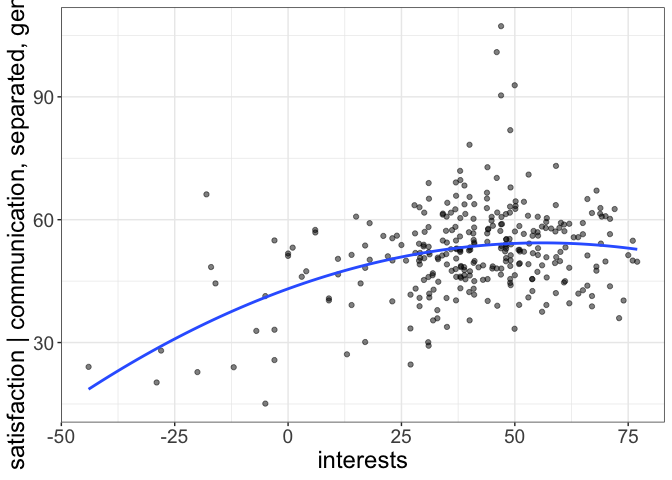 satisfaction | communication, separated, ger
90
60
30
-50 -25 0 25 50 75
interests